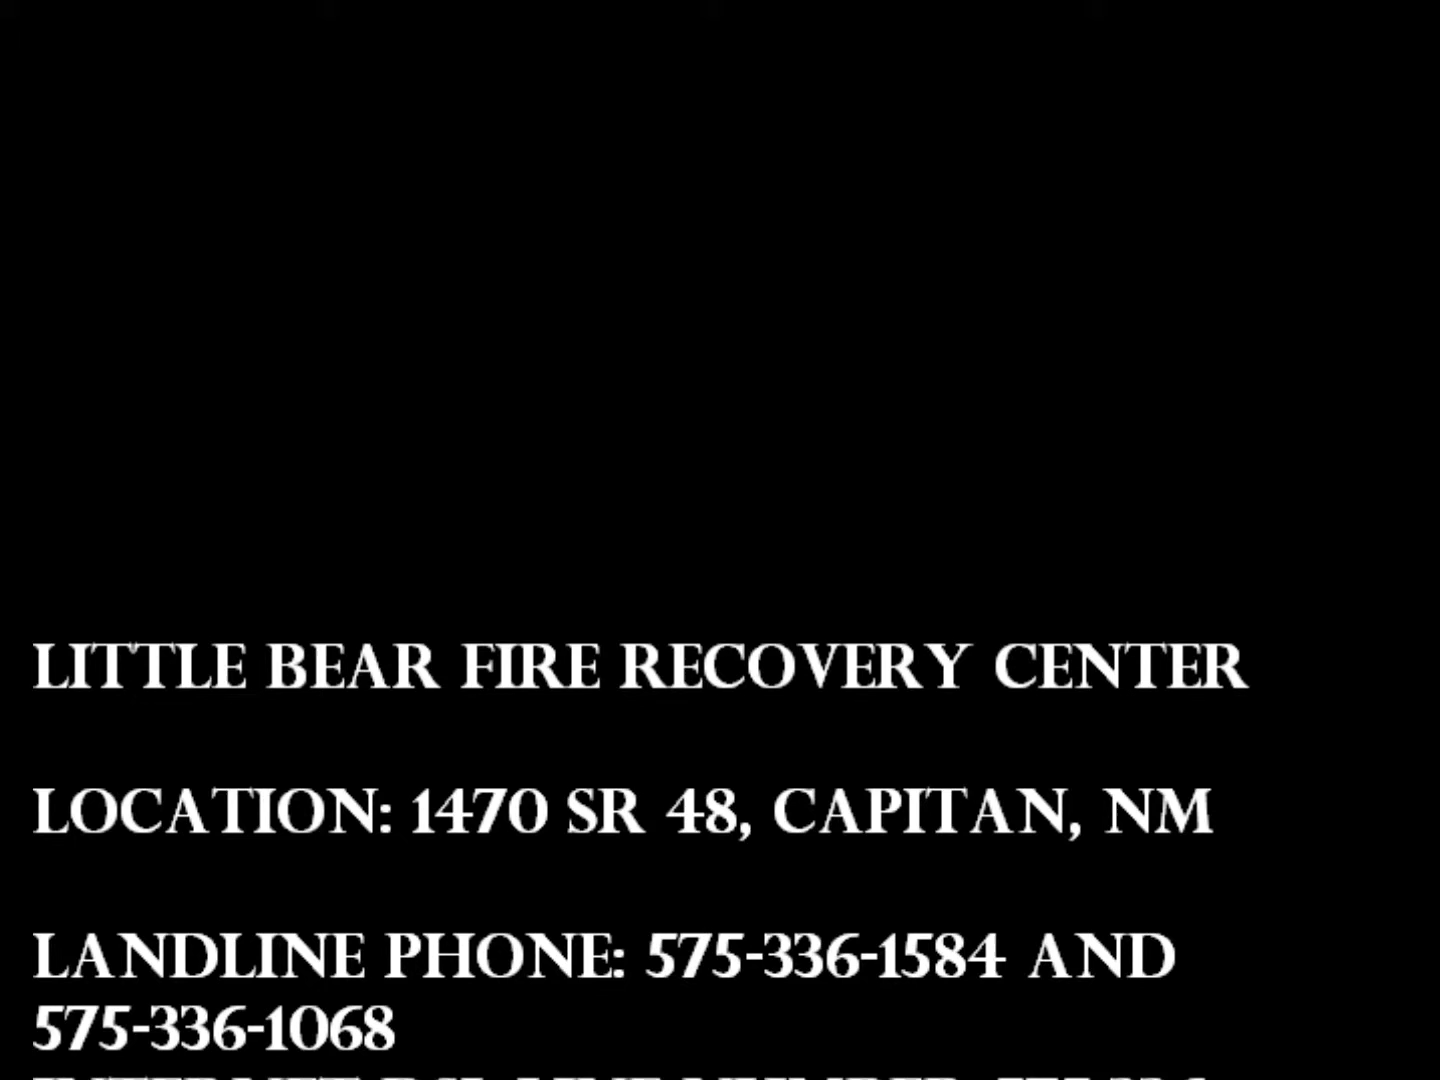 LITTLE BEAR FIRE RECOVERY CENTER
LOCATION: 1470 SR 48, CAPITAN, NM
LANDLINE PHONE: 575-336-1584 AND
575-336-1068